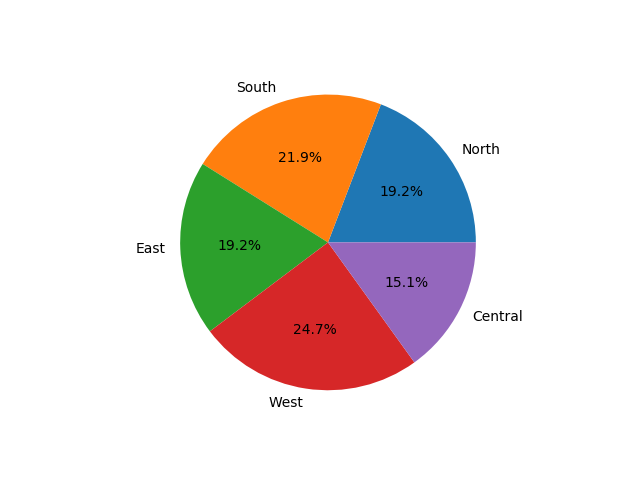 South
North
21.9%
19.2%
East
19.2%
15.1%
Central
24.7%
West